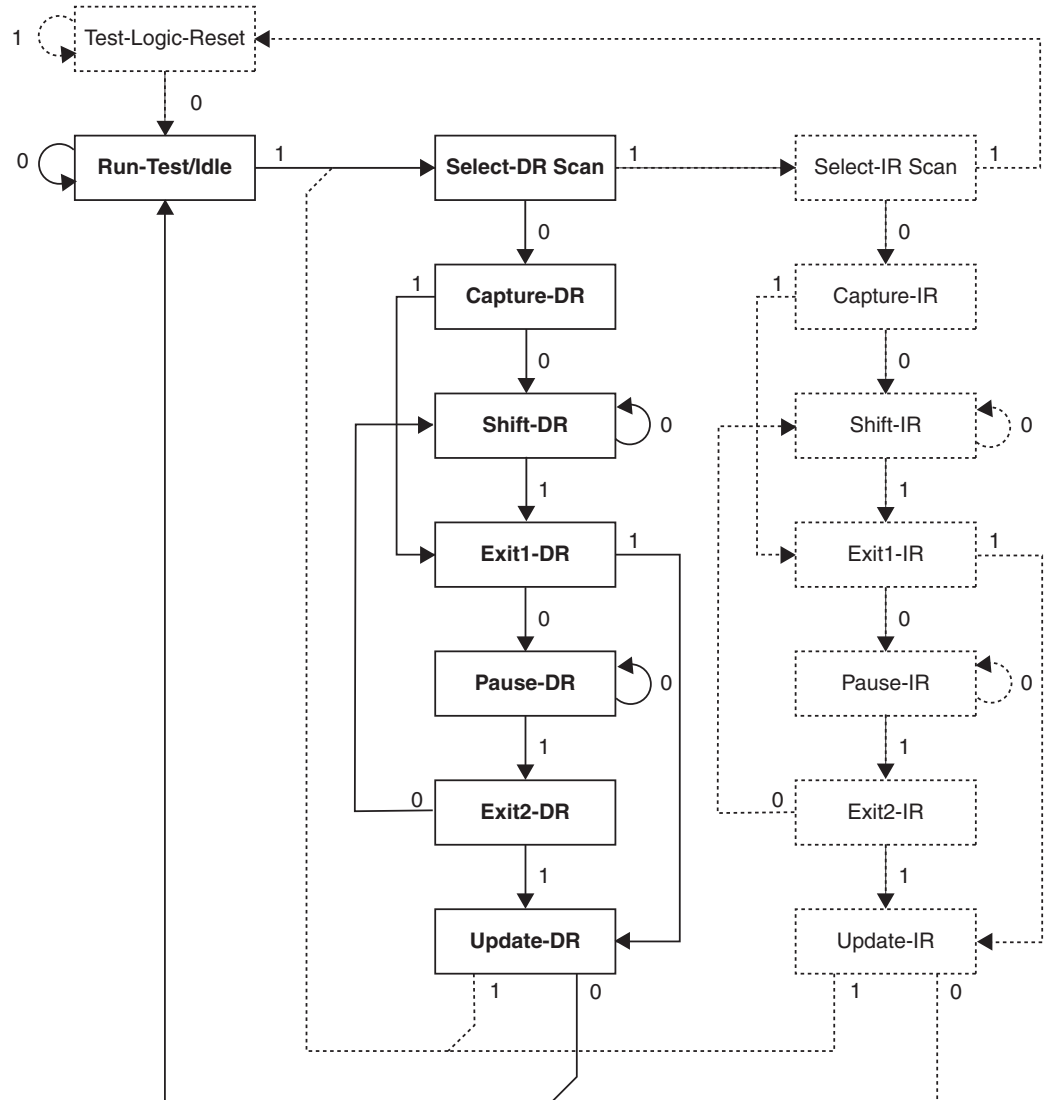 1
Test-Logic-Reset
0
0
Run-Test/Idle
1
Select-DR Scan
1
Select-IR Scan
1
0
0
1
Capture-DR
1
Capture-IR
0
0
Shift-DR
0
Shift-IR
0
1
1
Exit1-DR
1
Exit1-IR
1
0
0
Pause-DR
0
Pause-IR
0
1
1
0
Exit2-DR
0
Exit2-IR
1
1
Update-DR
Update-IR
1
0
1
0